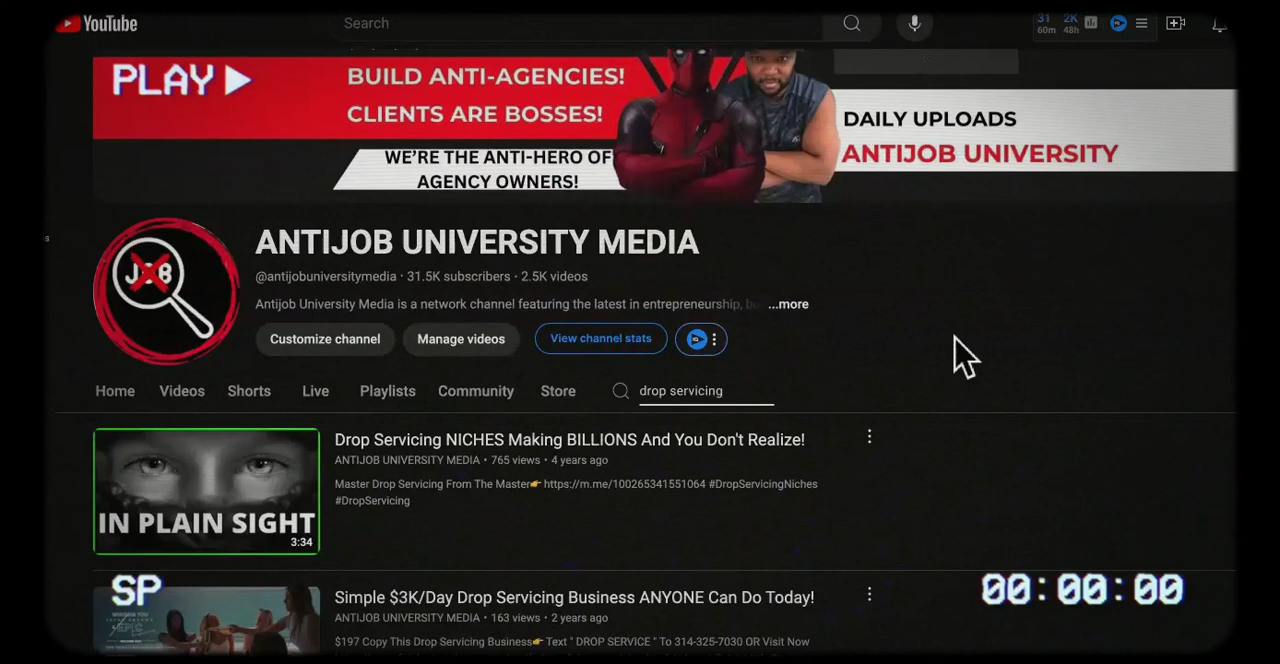 YouTube
Search
31 2K
60m 48h
PLAY
BUILD ANTI-AGENCIES!
CLIENTS ARE BOSSES!
WE'RE THE ANTI-HERO OF
AGENCY OWNERS!
DAILY UPLOADS
ANTIJOB UNIVERSITY
JOB
ANTIJOB UNIVERSITY MEDIA
@antijobuniversitymedia · 31.5K subscribers · 2.5K videos
Antijob University Media is a network channel featuring the latest in entrepreneurship, ...more
Customize channel
Manage videos
View channel stats
Home Videos Shorts Live Playlists Community Store drop servicing
IN PLAIN SIGHT
3:34
Drop Servicing NICHES Making BILLIONS And You Don't Realize!
ANTIJOB UNIVERSITY MEDIA • 765 views • 4 years ago
Master Drop Servicing From The Master👉 https://m.me/100265341551064 #DropServicingNiches
#DropServicing
SP
Simple $3K/Day Drop Servicing Business ANYONE Can Do Today!
ANTIJOB UNIVERSITY MEDIA • 163 views • 2 years ago
$197 Copy This Drop Servicing Business👉 Text " DROP SERVICE " To 314-325-7030 OR Visit Now
00:00:00